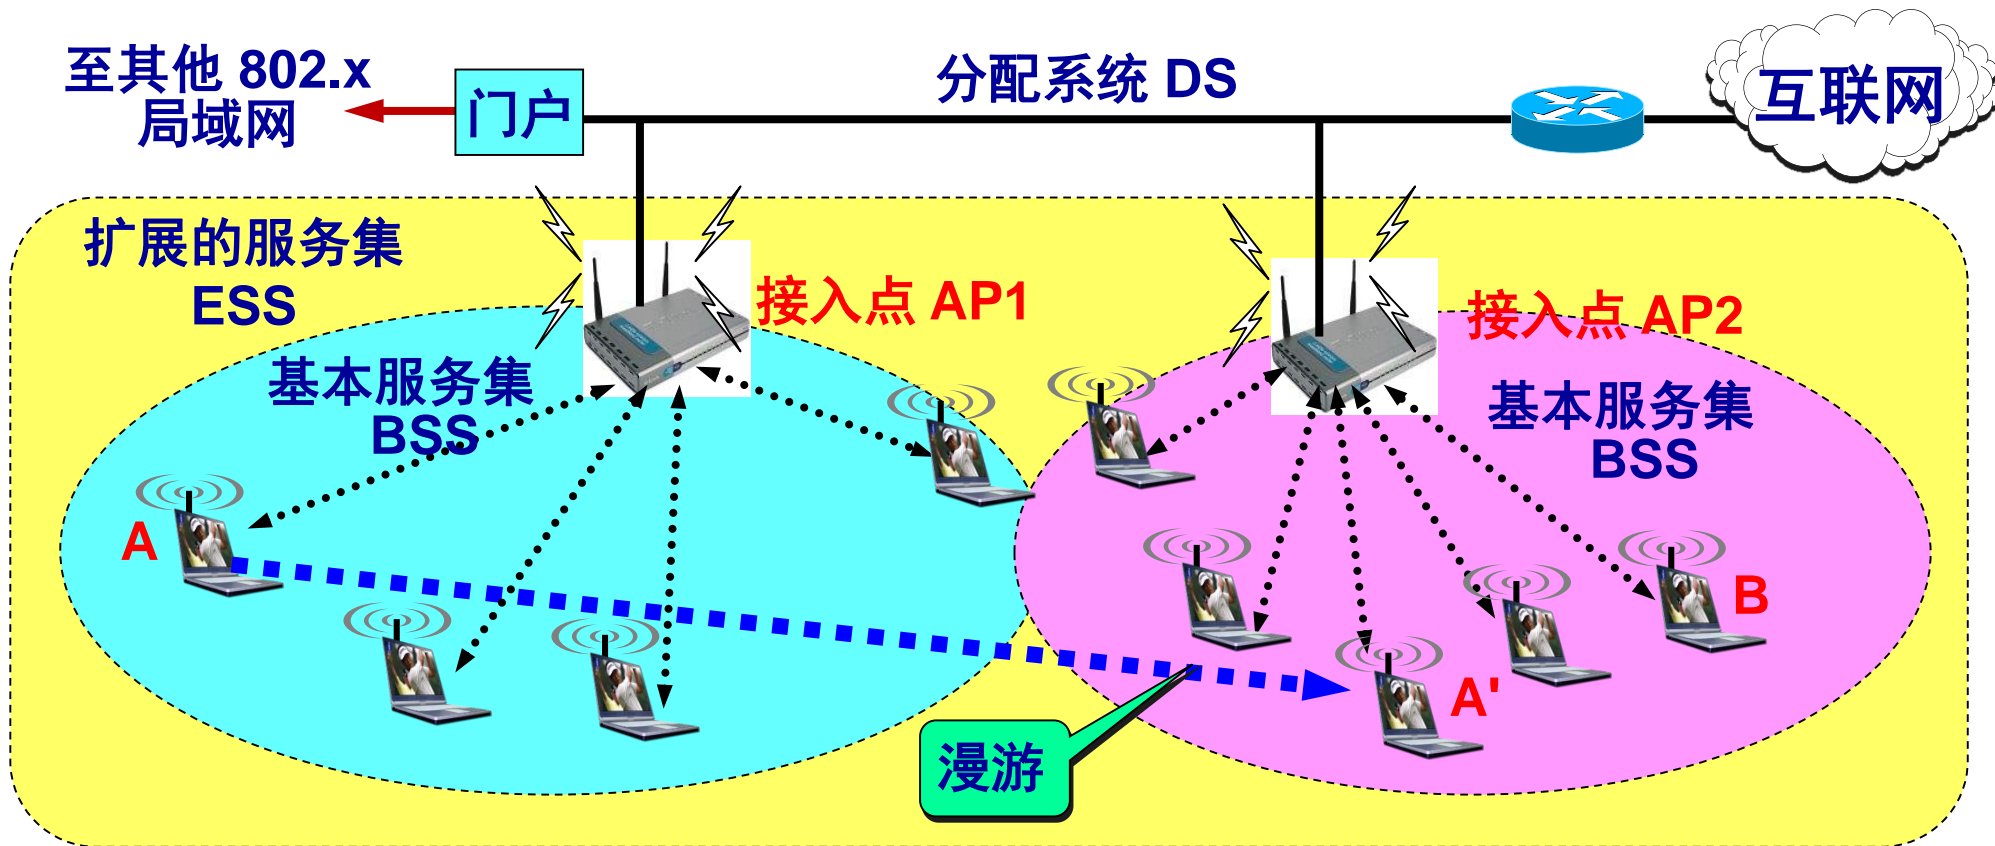 至其他 802.x
局域网
门户
分配系统 DS
互联网
扩展的服务集
ESS
接入点 AP1
接入点 AP2
基本服务集
BSS
基本服务集
BSS
A
B
A'
漫游